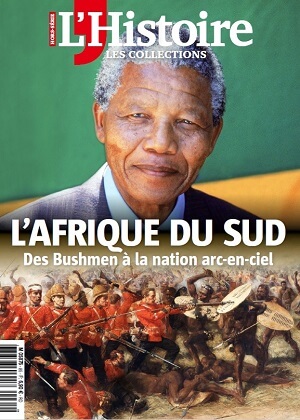 HORS-SÉRIE
L'Histoire
LES COLLECTIONS
L'AFRIQUE DU SUD
Des Bushmen à la nation arc-en-ciel